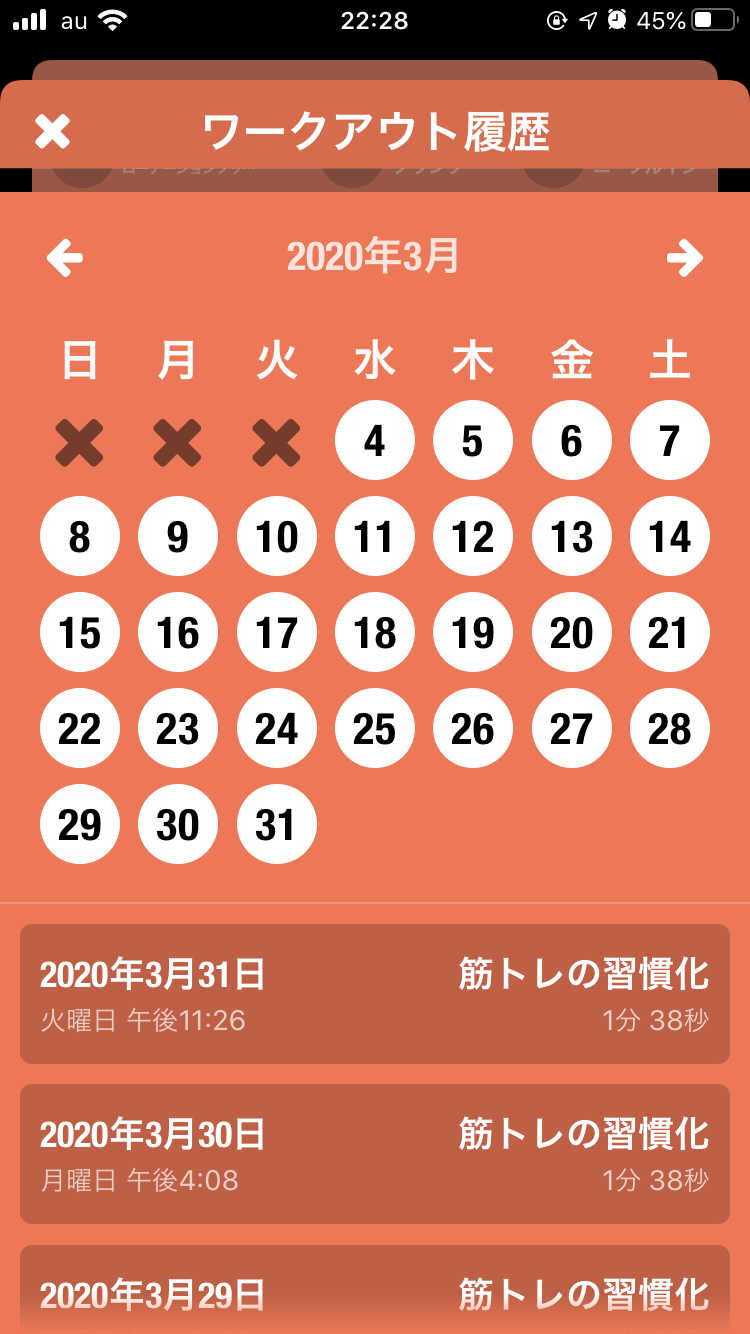 au 22:28 45%
ワークアウト履歴
2020年3月
日 月 火 水 木 金 土
4 5 6 7
8 9 10 11 12 13 14
15 16 17 18 19 20 21
22 23 24 25 26 27 28
29 30 31
2020年3月31日 筋トレの習慣化
火曜日 午後11:26 1分 38秒
2020年3月30日 筋トレの習慣化
月曜日 午後4:08 1分 38秒
2020年3月29日 筋トレの習慣化